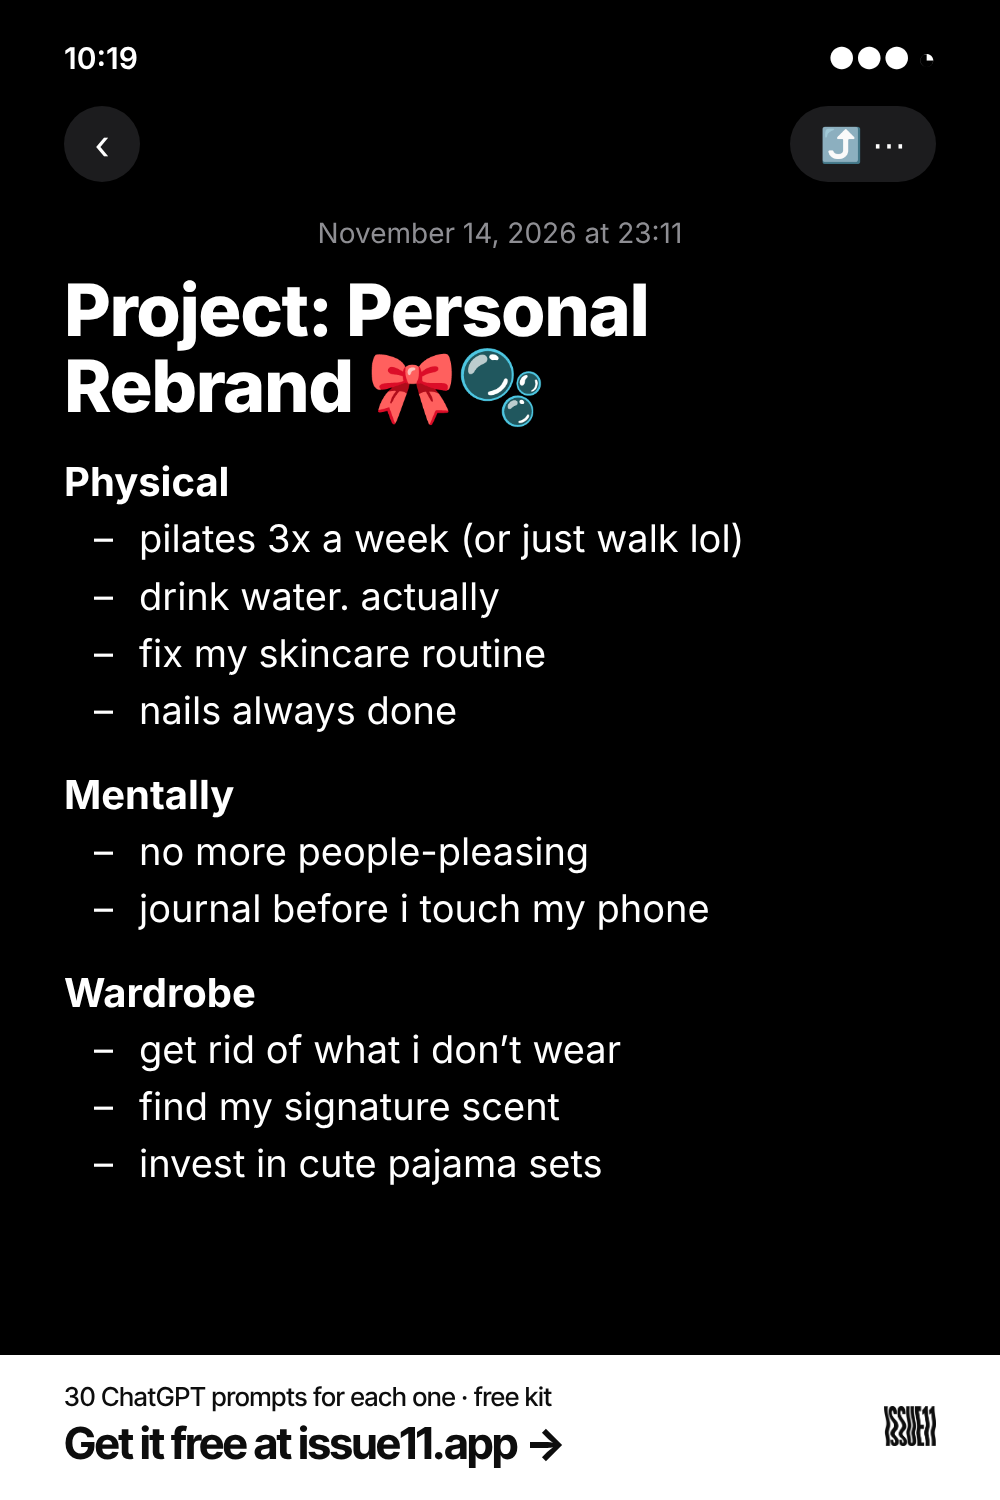 10:19
November 14, 2026 at 23:11
Project: Personal
Rebrand 🎀🫧
Physical
– pilates 3x a week (or just walk lol)
– drink water. actually
– fix my skincare routine
– nails always done
Mentally
– no more people-pleasing
– journal before i touch my phone
Wardrobe
– get rid of what i don’t wear
– find my signature scent
– invest in cute pajama sets
30 ChatGPT prompts for each one · free kit
Get it free at issue11.app →
ISSUE11